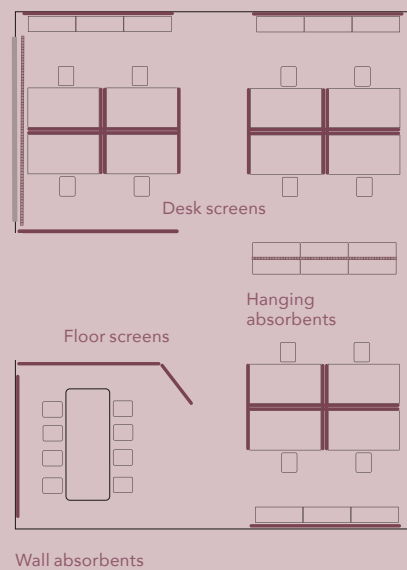 Desk screens
Hanging
absorbents
Floor screens
Wall absorbents